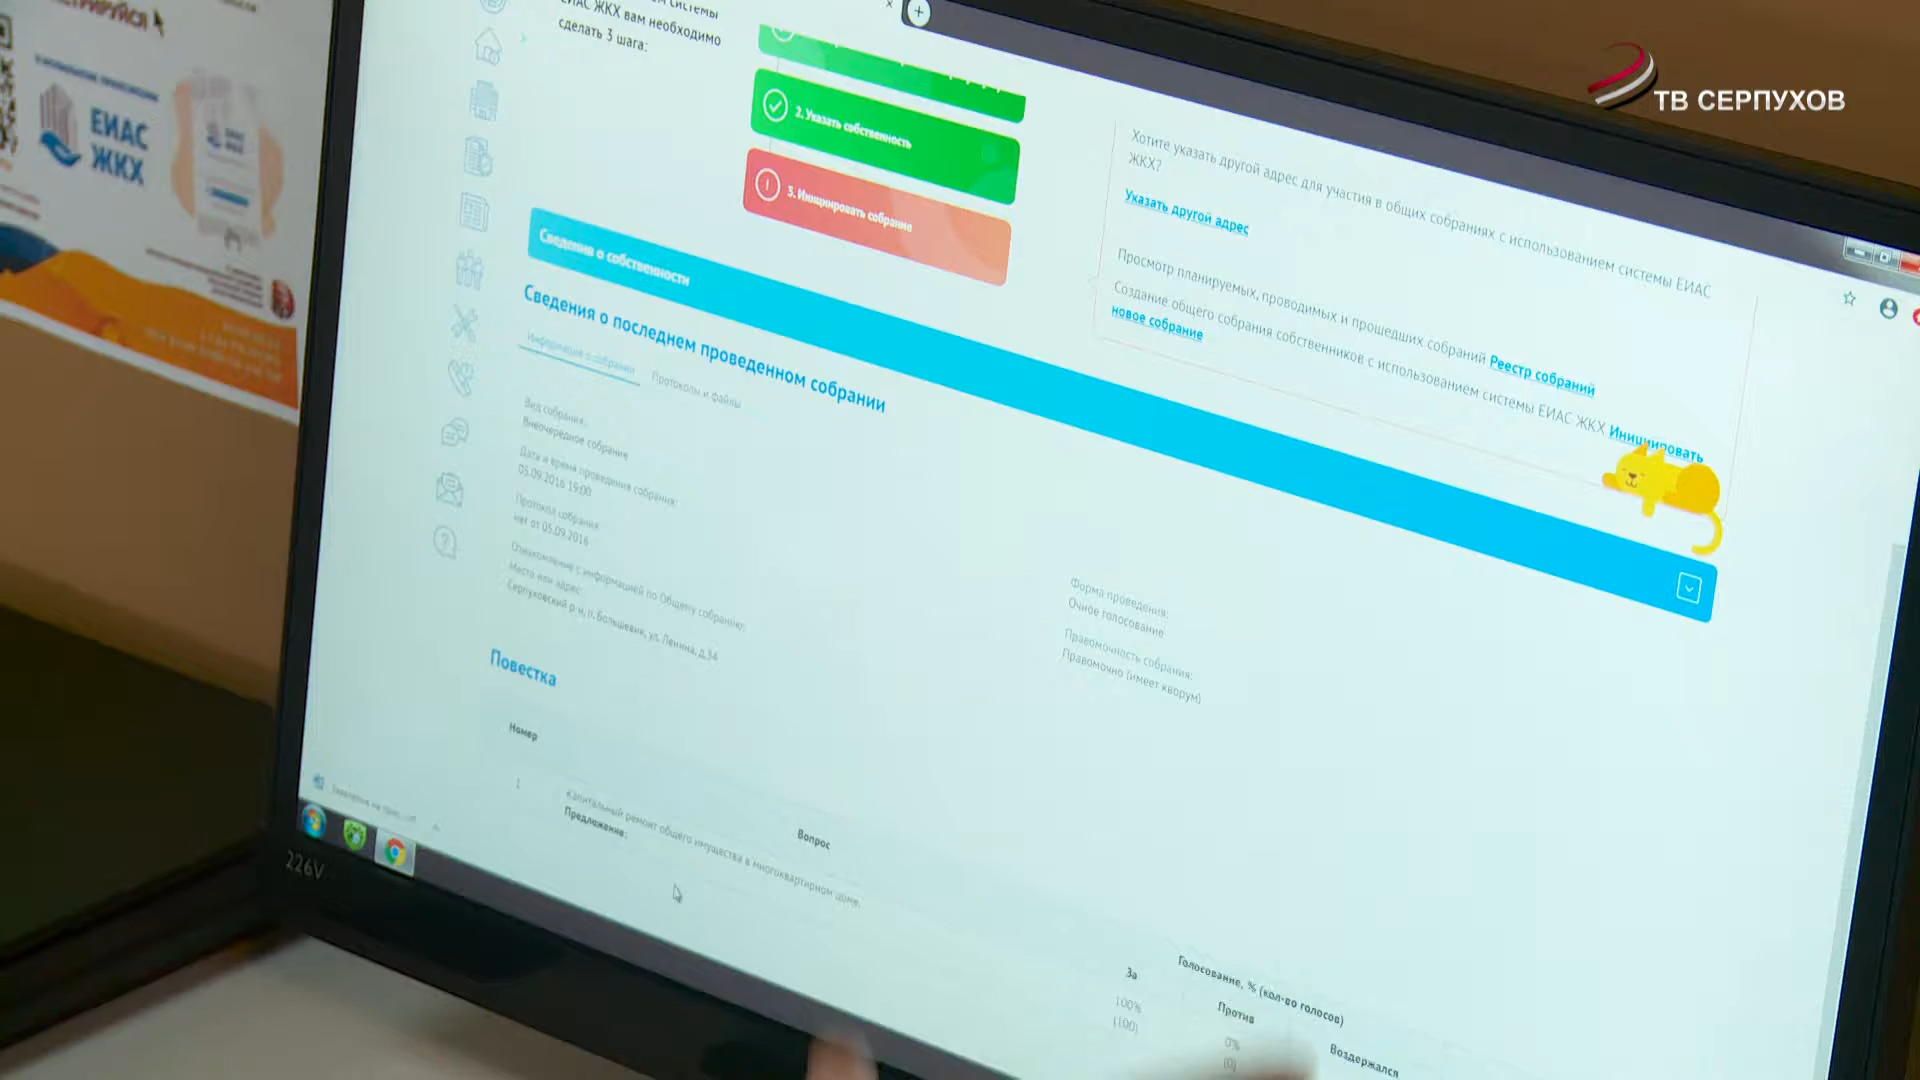 ТВ СЕРПУХОВ
ЕИАС
ЖКХ
системы
ЕИАС ЖКХ вам необходимо
сделать 3 шага:
2. Указать собственность
3. Инициировать собрание
Хотите указать другой адрес для участия в общих собраниях с использованием системы ЕИАС
ЖКХ?
Указать другой адрес
Просмотр планируемых, проводимых и прошедших собраний Реестр собраний
Создание общего собрания собственников с использованием системы ЕИАС ЖКХ Инициировать
новое собрание
Сведения о собственности
Сведения о последнем проведенном собрании
Информация о собрании
Протоколы и файлы
Вид собрания:
Внеочередное собрание
Дата и время проведения собрания:
05.09.2016 19:00
Протокол собрания:
нет от 05.09.2016
Ознакомление с информацией по Общему собранию:
Место или адрес:
Серпуховский р-н, п. Большевик, ул. Ленина, д.34
Форма проведения:
Очное голосование
Правомочность собрания:
Правомочно (имеет кворум)
Повестка
Номер
Вопрос
1
Капитальный ремонт общего имущества в многоквартирном доме.
Предложение:
Голосование, % (кол-во голосов)
За
Против
Воздержался
100%
(100)
0%
(0)
226V